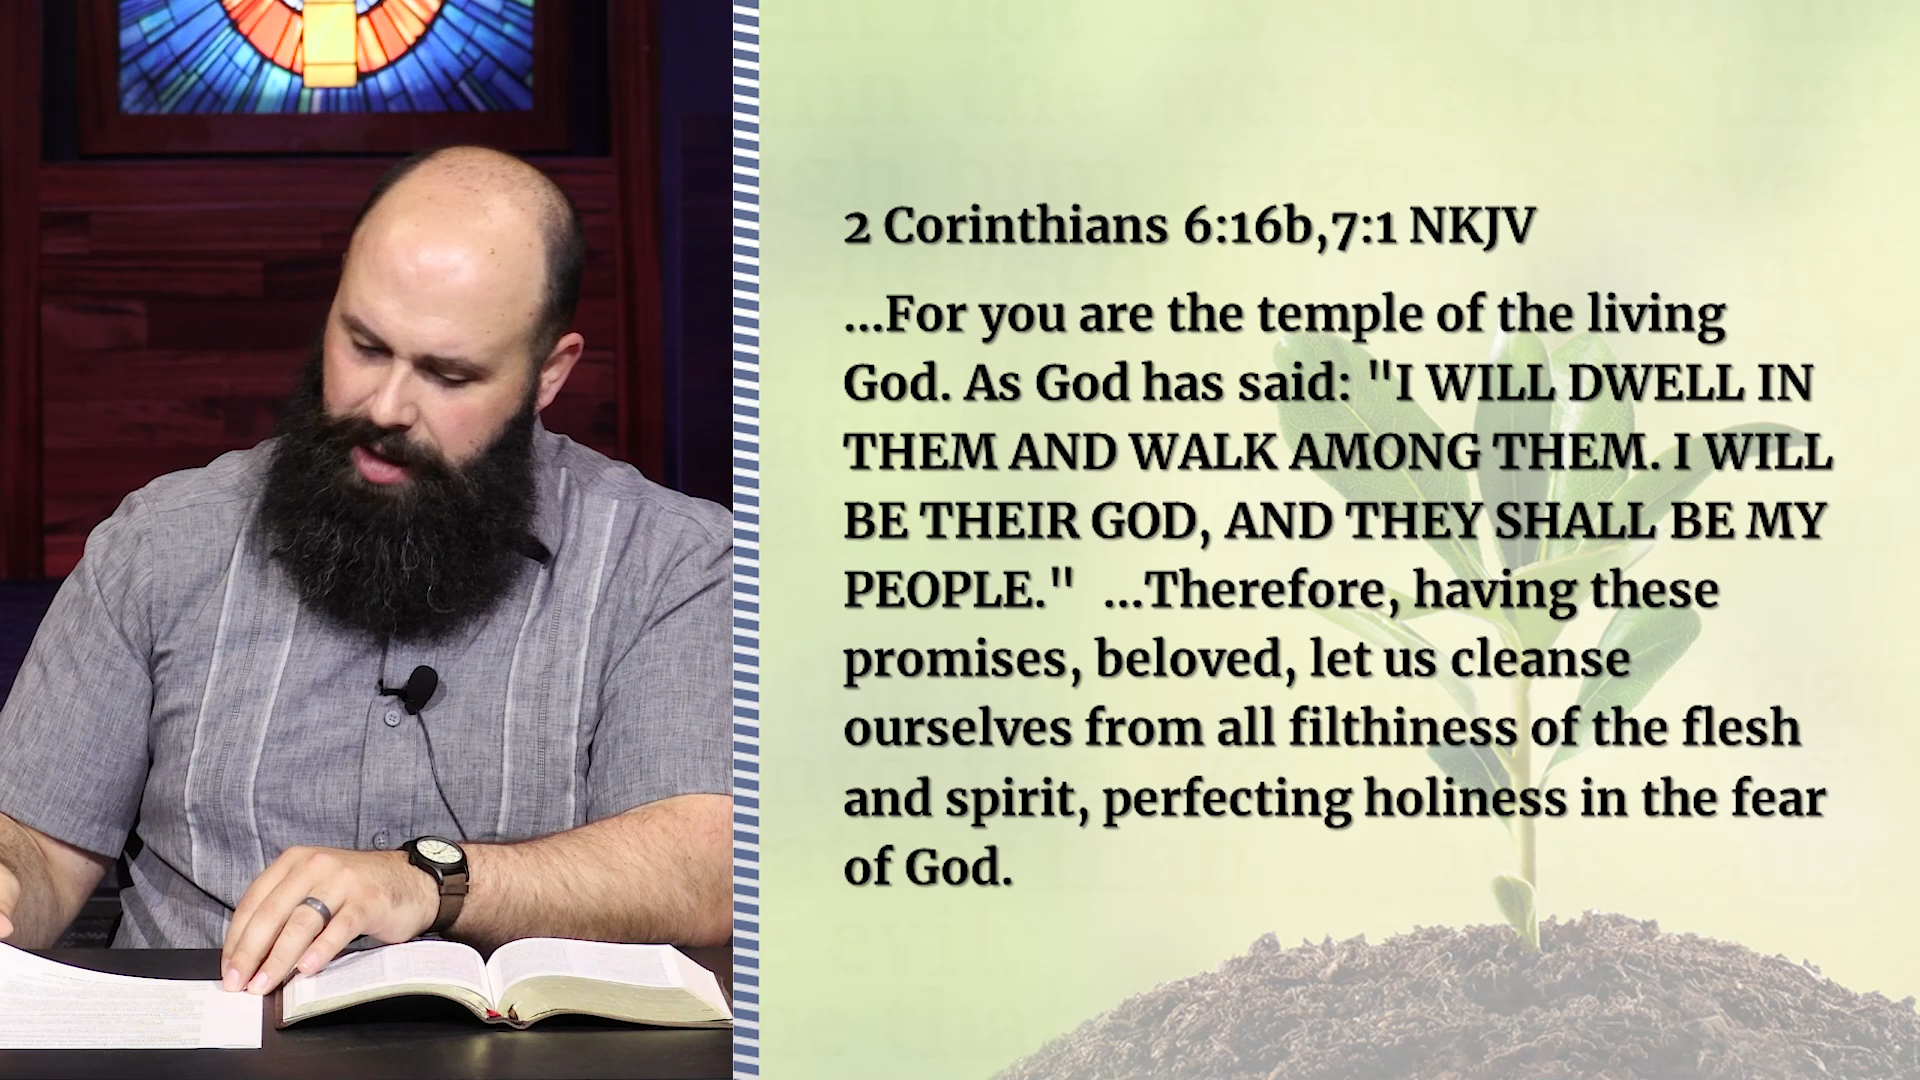 2 Corinthians 6:16b,7:1 NKJV
...For you are the temple of the living
God. As God has said: "I WILL DWELL IN
THEM AND WALK AMONG THEM. I WILL
BE THEIR GOD, AND THEY SHALL BE MY
PEOPLE."  ...Therefore, having these
promises, beloved, let us cleanse
ourselves from all filthiness of the flesh
and spirit, perfecting holiness in the fear
of God.